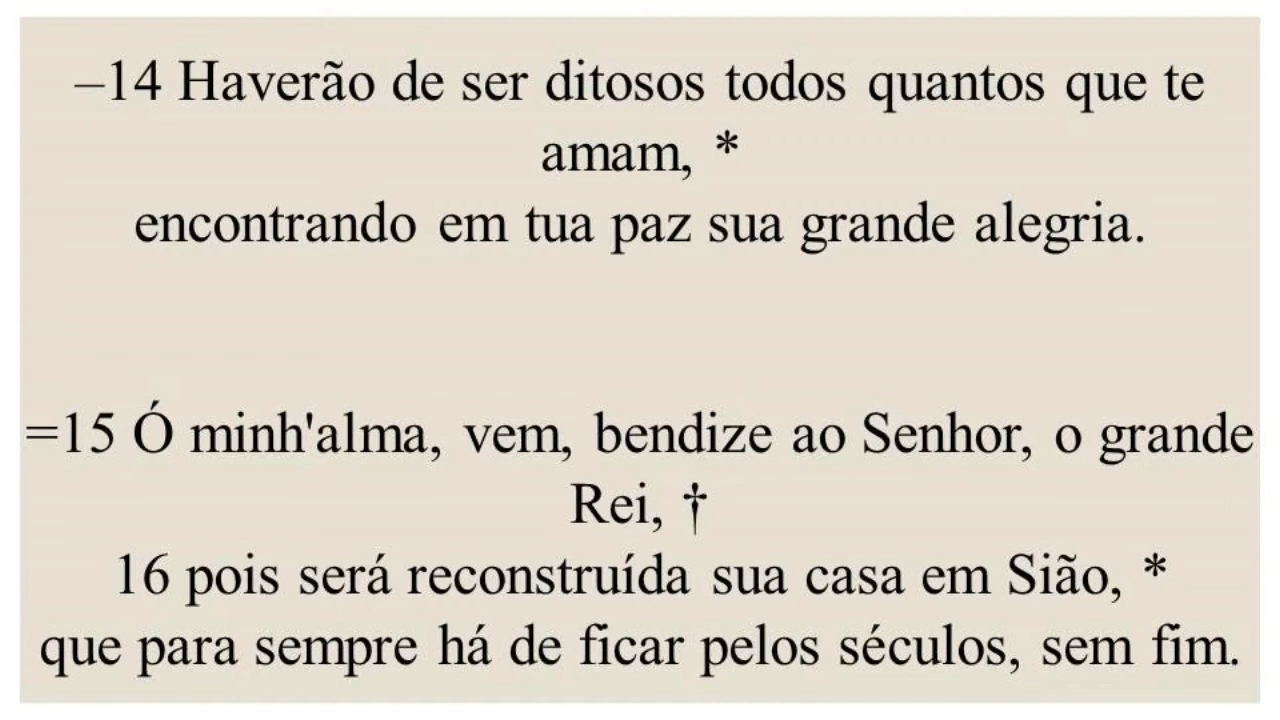 –14 Haverão de ser ditosos todos quantos que te
amam, *
encontrando em tua paz sua grande alegria.
=15 Ó minh'alma, vem, bendize ao Senhor, o grande
Rei, †
16 pois será reconstruída sua casa em Sião, *
que para sempre há de ficar pelos séculos, sem fim.